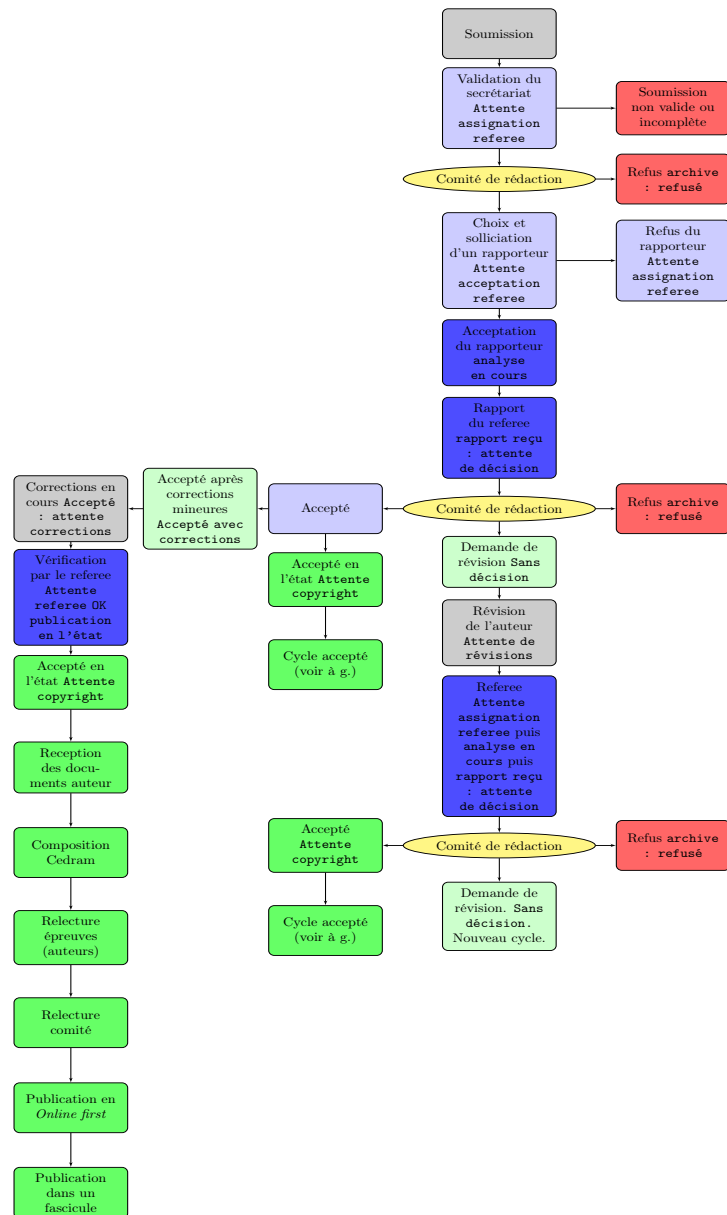 Soumission
Validation du
secrétariat
Attente
assignation
referee
Soumission
non valide ou
incomplète
Comité de rédaction
Refus archive
: refusé
Choix et
solliciation
d'un rapporteur
Attente
acceptation
referee
Refus du
rapporteur
Attente
assignation
referee
Acceptation
du rapporteur
analyse
en cours
Rapport
du referee
rapport reçu
: attente
de décision
Corrections en
cours Accepté
: attente
corrections
Accepté après
corrections
mineures
Accepté avec
corrections
Accepté
Comité de rédaction
Refus archive
: refusé
Vérification
par le referee
Attente
referee OK
publication
en l'état
Accepté en
l'état Attente
copyright
Demande de
révision Sans
décision
Révision
de l'auteur
Attente de
révisions
Cycle accepté
(voir à g.)
Accepté en
l'état Attente
copyright
Referee
Attente
assignation
referee puis
analyse en
cours puis
rapport reçu
: attente
de décision
Reception
des docu-
ments auteur
Composition
Cedram
Accepté
Attente
copyright
Comité de rédaction
Refus archive
: refusé
Relecture
épreuves
(auteurs)
Cycle accepté
(voir à g.)
Demande de
révision. Sans
décision.
Nouveau cycle.
Relecture
comité
Publication en
Online first
Publication
dans un
fascicule